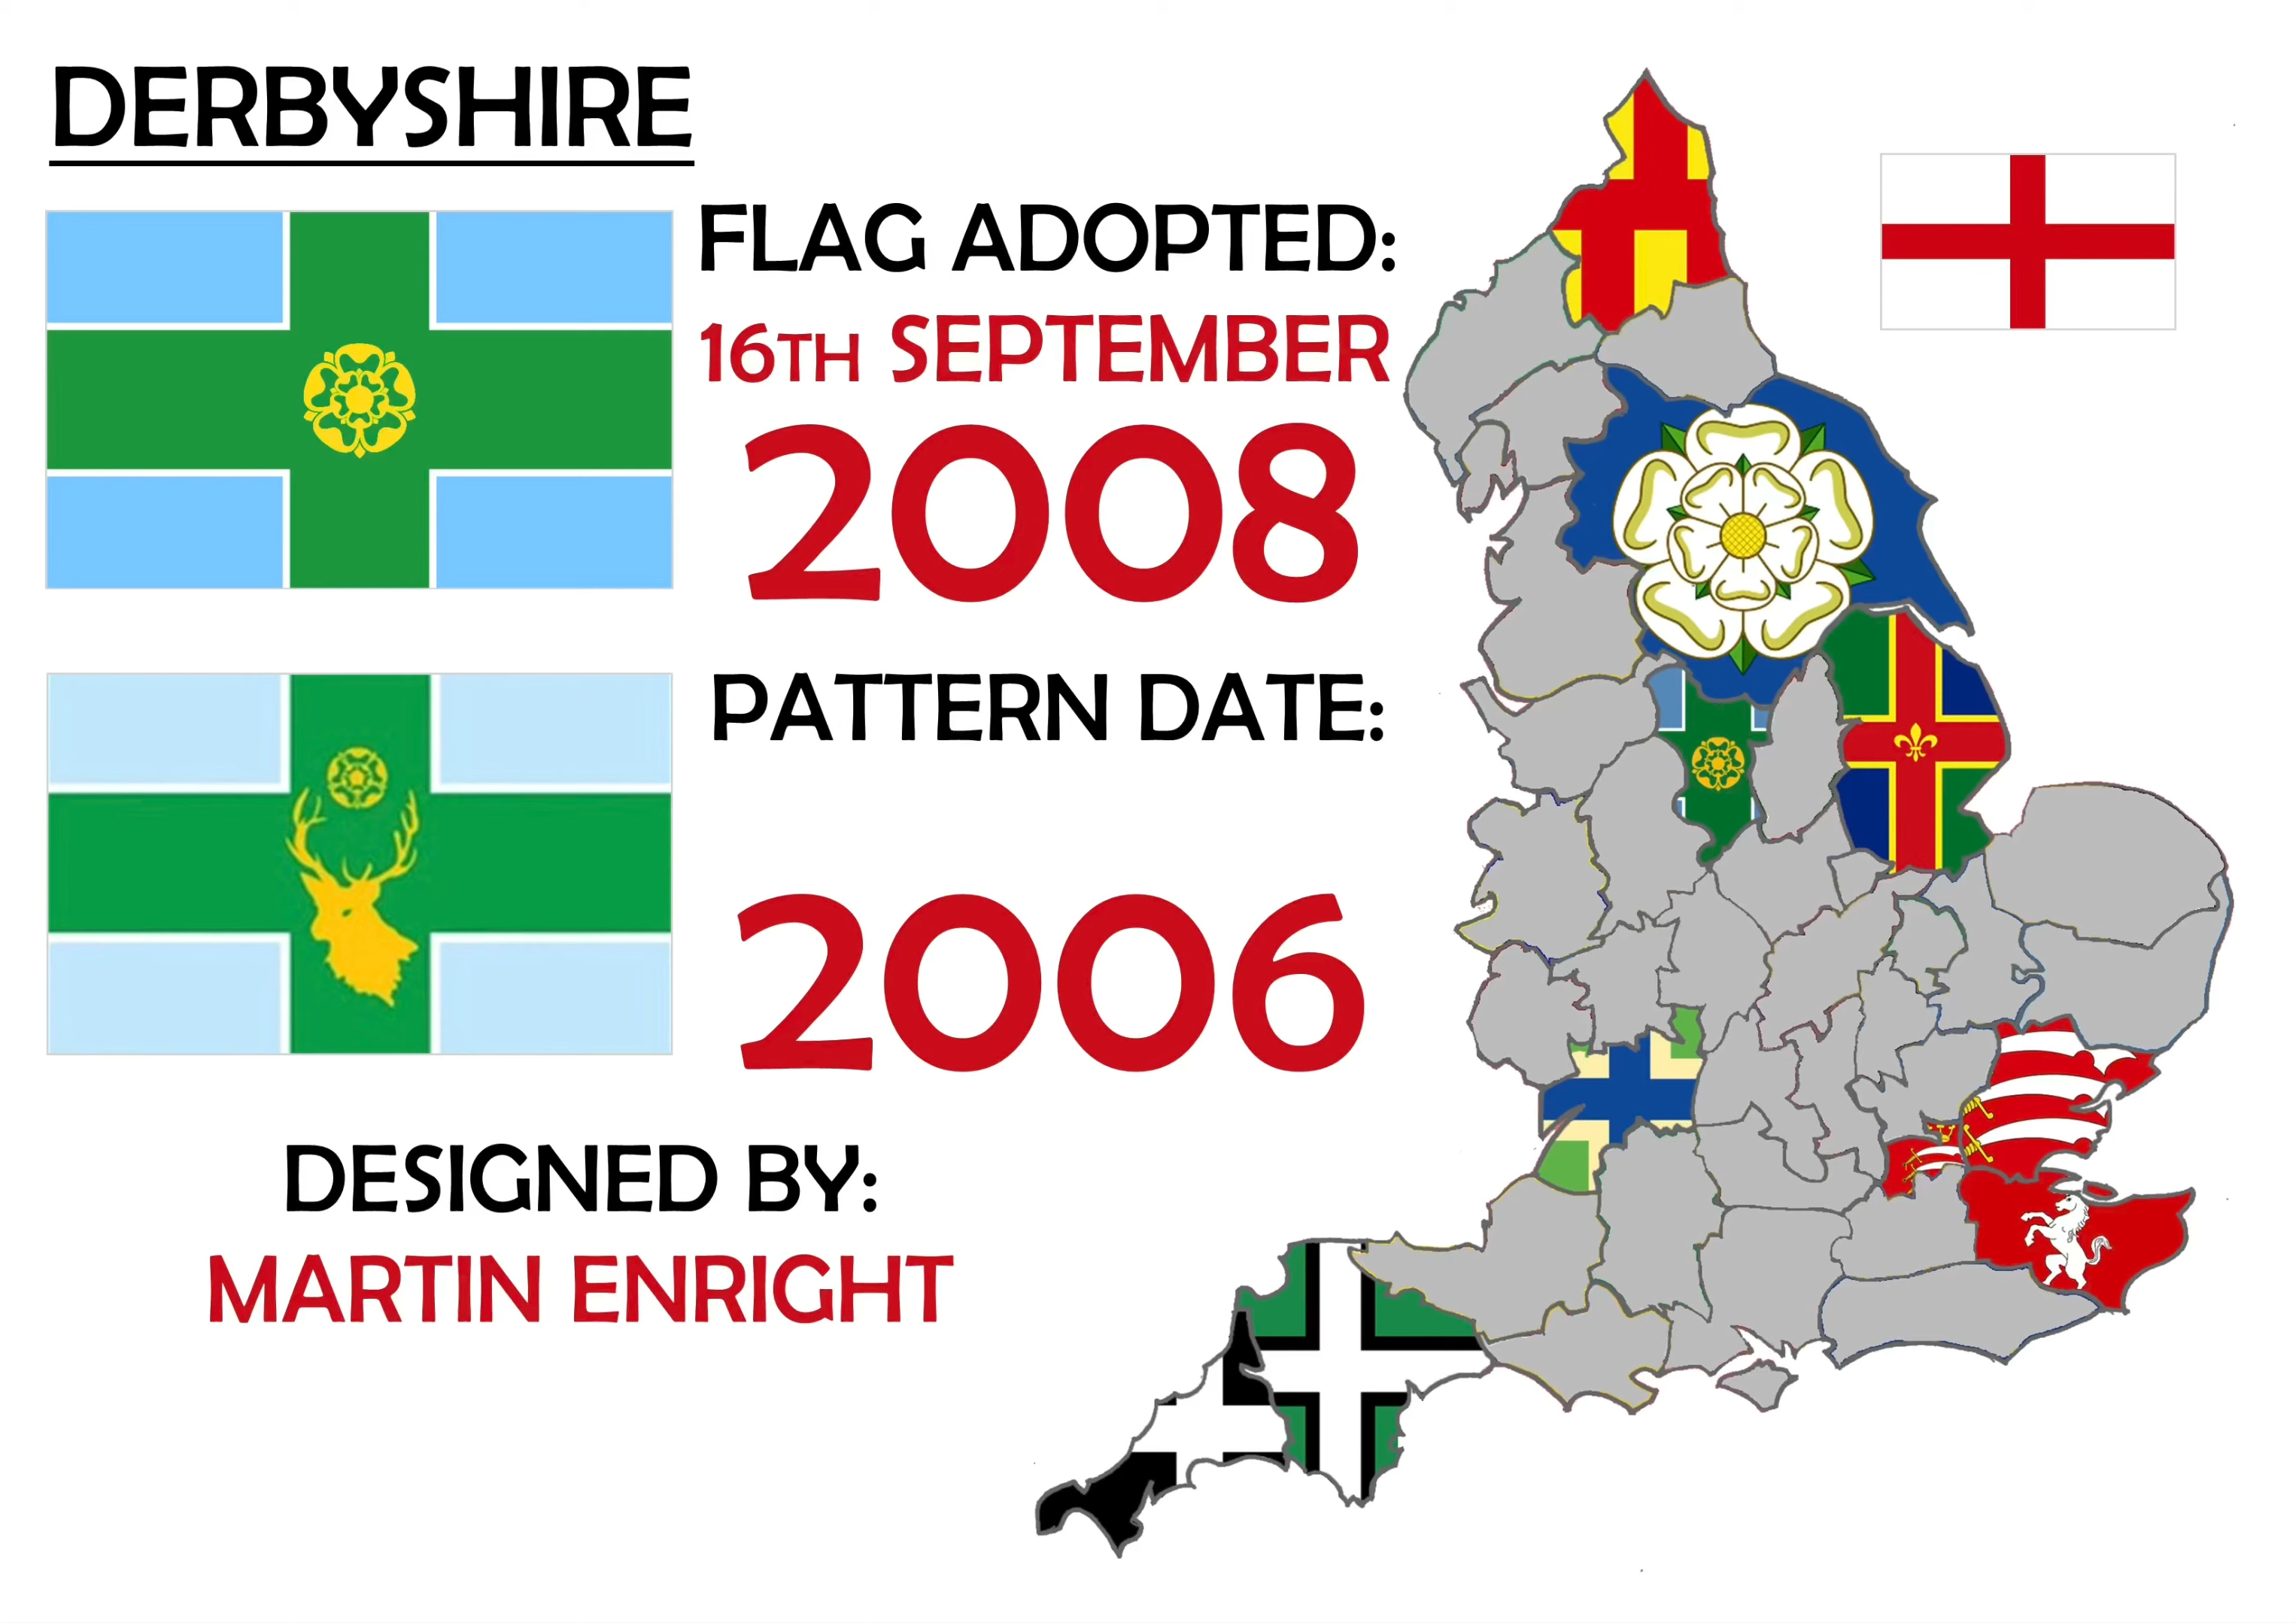 DERBYSHIRE
FLAG ADOPTED:
16TH SEPTEMBER
2008
PATTERN DATE:
2006
DESIGNED BY:
MARTIN ENRIGHT